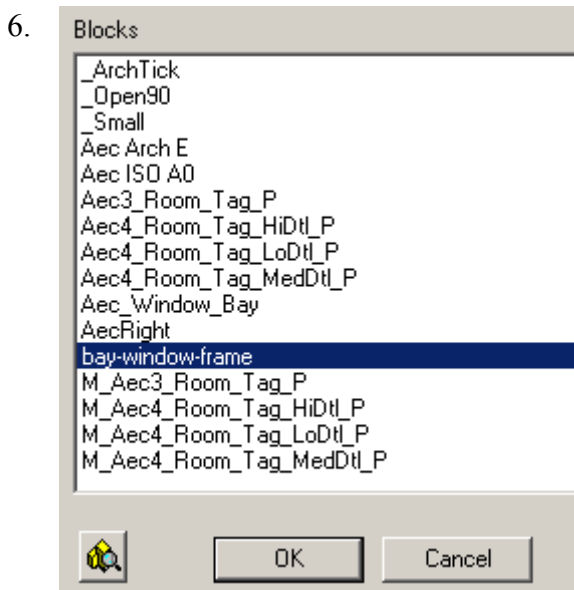 6.
Blocks
_ArchTick
_Open90
_Small
Aec Arch E
Aec ISO A0
Aec3_Room_Tag_P
Aec4_Room_Tag_HiDtl_P
Aec4_Room_Tag_LoDtl_P
Aec4_Room_Tag_MedDtl_P
Aec_Window_Bay
AecRight
bay-window-frame
M_Aec3_Room_Tag_P
M_Aec4_Room_Tag_HiDtl_P
M_Aec4_Room_Tag_LoDtl_P
M_Aec4_Room_Tag_MedDtl_P
OK Cancel